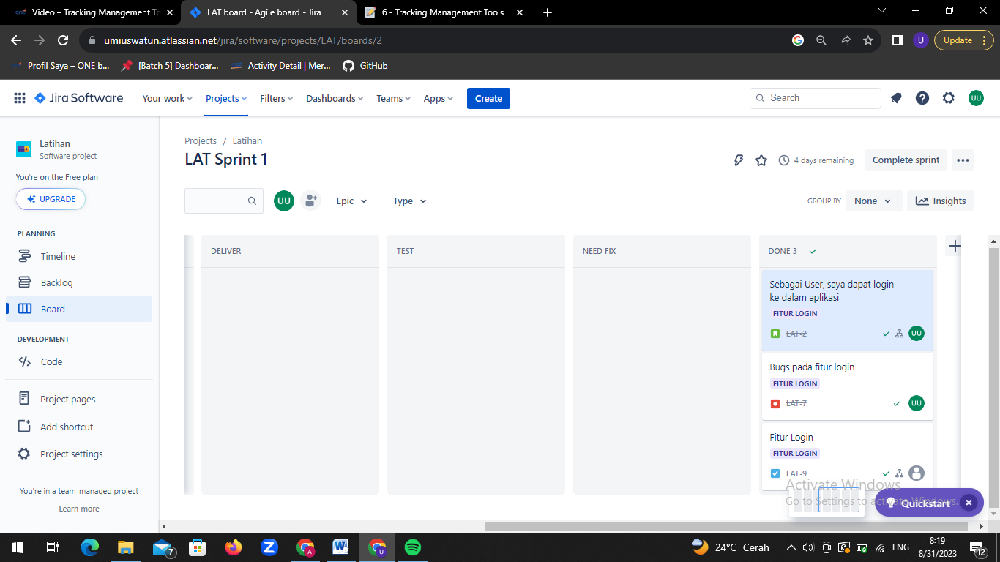 Video – Tracking Management To
LAT board - Agile board - Jira
6 - Tracking Management Tools
umiuswatun.atlassian.net/jira/software/projects/LAT/boards/2
U
Update
Profil Saya – ONE b...
[Batch 5] Dashboar...
Activity Detail | Mer...
GitHub
Jira Software
Your work
Projects
Filters
Dashboards
Teams
Apps
Create
Search
UU
Latihan
Software project
You're on the Free plan
UPGRADE
PLANNING
Timeline
Backlog
Board
DEVELOPMENT
Code
Project pages
Add shortcut
Project settings
You're in a team-managed project
Learn more
Projects / Latihan
LAT Sprint 1
4 days remaining
Complete sprint
UU
Epic
Type
GROUP BY
None
Insights
DELIVER
TEST
NEED FIX
DONE 3
Sebagai User, saya dapat login
ke dalam aplikasi
FITUR LOGIN
LAT-2
UU
Bugs pada fitur login
FITUR LOGIN
LAT-7
UU
Fitur Login
FITUR LOGIN
LAT-9
Activate Windows
Go to Settings to activate Windows.
Quickstart
7
24°C Cerah
ENG
8:19
8/31/2023
12